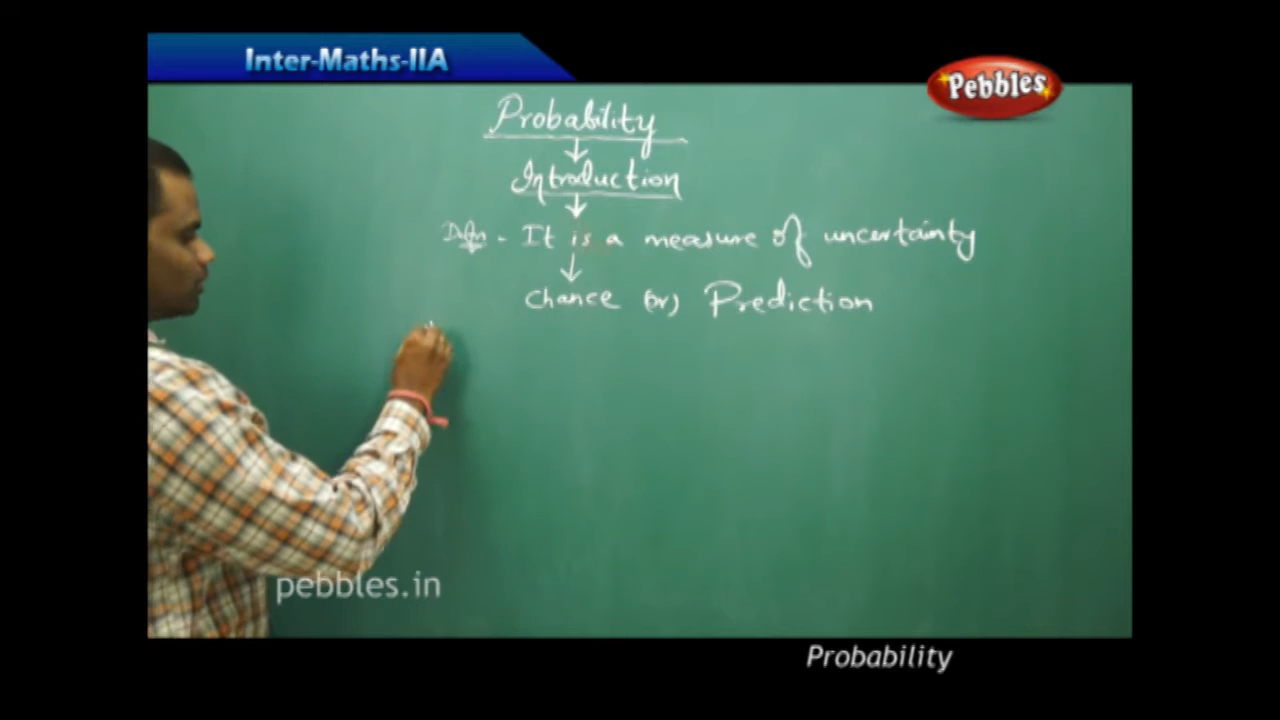 Inter-Maths-IIA
Pebbles
Probability
Introduction
Defn - It is a measure of uncertainty
Chance (or) Prediction
pebbles.in
Probability